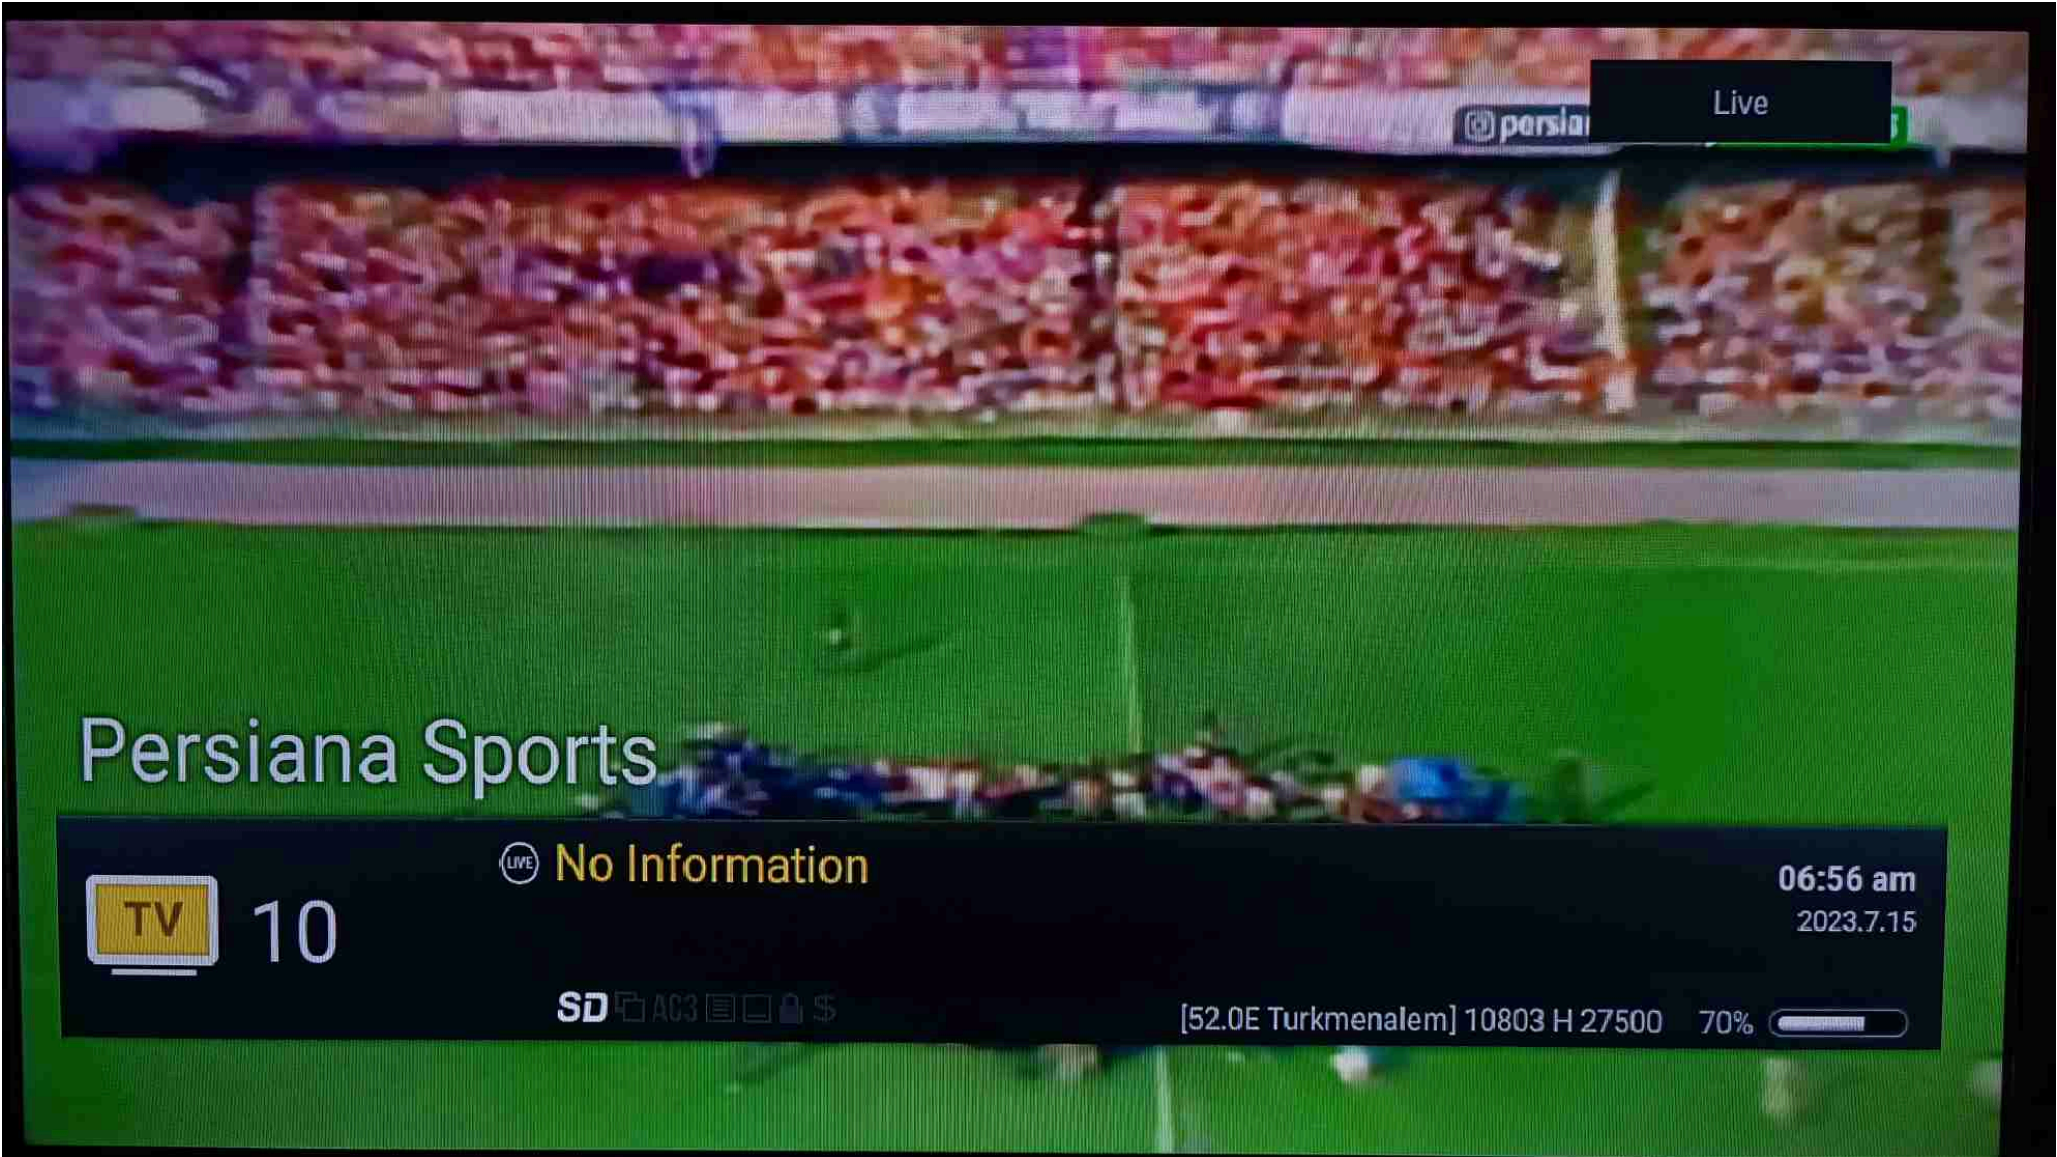 Live
Persiana Sports
LIVE No Information
06:56 am
2023.7.15
TV 10
SD AC3 $
[52.0E Turkmenalem] 10803 H 27500 70%